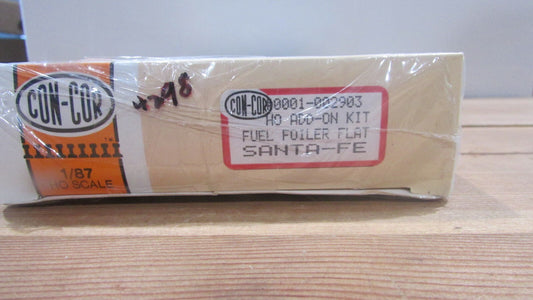 CON-COR
TM
1/87
HO SCALE
CON-COR 0001-002903
HO ADD-ON KIT
FUEL FOILER FLAT
SANTA-FE